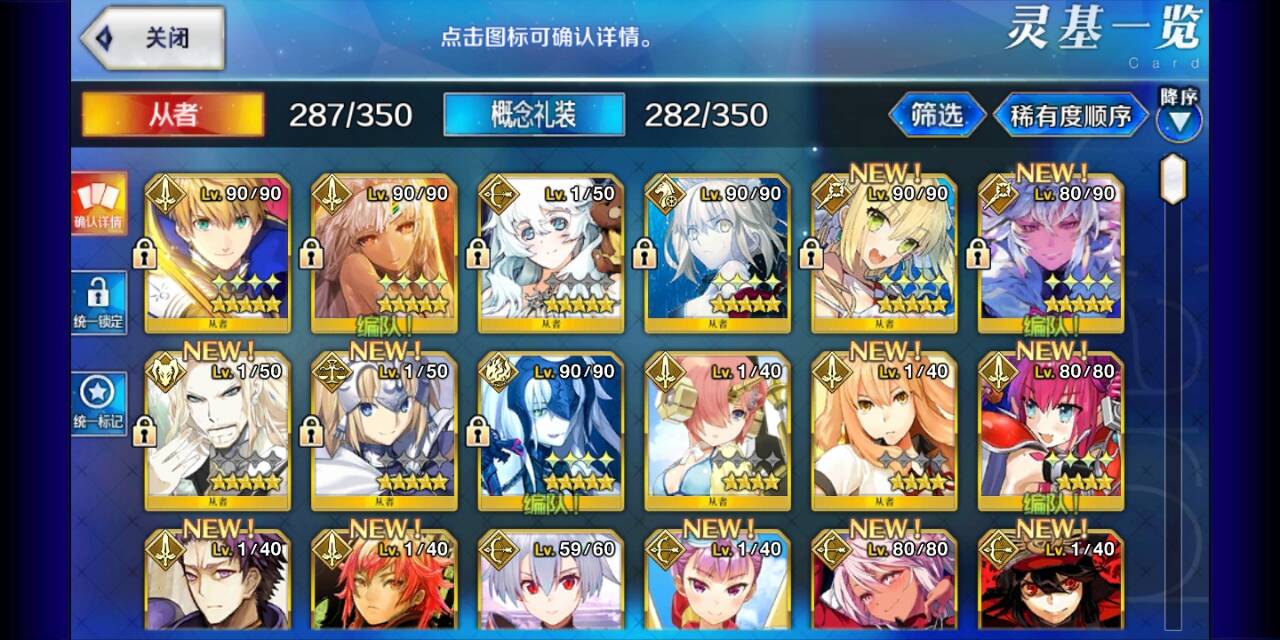 关闭
点击图标可确认详情。
灵基一览
Card
从者
287/350
概念礼装
282/350
筛选
稀有度顺序
降序
确认详情
统一锁定
统一标记
Lv. 90/90
从者
Lv. 90/90
编队!
Lv. 1/50
从者
Lv. 90/90
从者
NEW!
Lv. 90/90
从者
NEW!
Lv. 80/90
编队!
NEW!
Lv. 1/50
从者
NEW!
Lv. 1/50
从者
Lv. 90/90
编队!
Lv. 1/40
从者
NEW!
Lv. 1/40
从者
NEW!
Lv. 80/80
编队!
NEW!
Lv. 1/40
NEW!
Lv. 1/40
Lv. 59/60
NEW!
Lv. 1/40
NEW!
Lv. 80/80
NEW!
Lv. 1/40